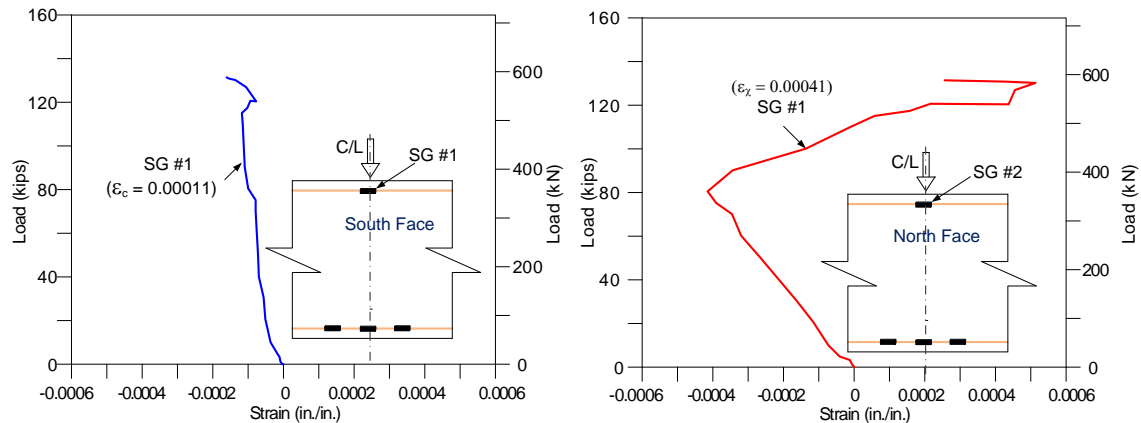 160
120
80
40
0
Load (kips)
-0.0006
-0.0004
-0.0002
0
0.0002
0.0004
0.0006
Strain (in./in.)
600
400
200
0
Load (kN)
SG #1
(εc = 0.00011)
C/L
SG #1
South Face
160
120
80
40
0
Load (kips)
-0.0006
-0.0004
-0.0002
0
0.0002
0.0004
0.0006
Strain (in./in.)
600
400
200
0
Load (kN)
(εχ = 0.00041)
SG #1
C/L
SG #2
North Face